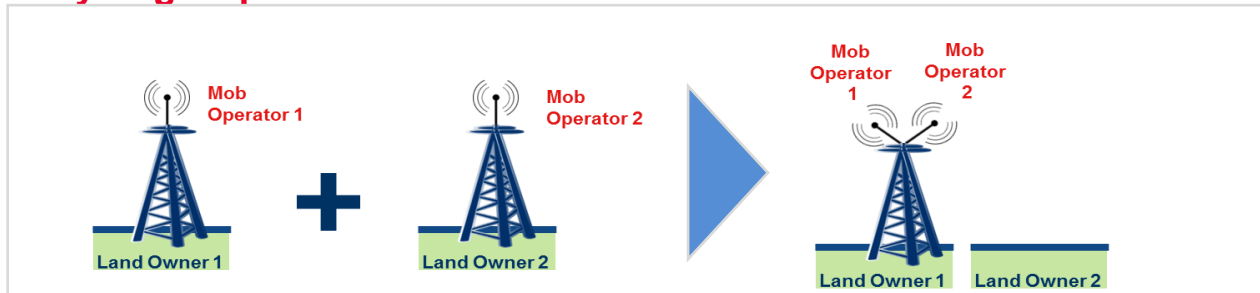 Mob
Operator 1
Mob
Operator 2
Mob
Operator
1
Mob
Operator
2
Land Owner 1
Land Owner 2
Land Owner 1
Land Owner 2